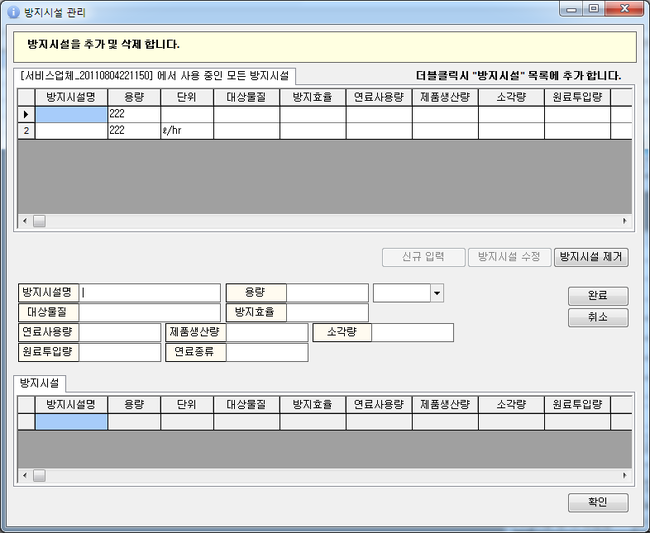 방지시설 관리
방지시설을 추가 및 삭제 합니다.
[서비스업체_20110804221150] 에서 사용 중인 모든 방지시설
더블클릭시 "방지시설" 목록에 추가 합니다.
방지시설명 용량 단위 대상물질 방지효율 연료사용량 제품생산량 소각량 원료투입량
222
2 222 ℓ/hr
신규 입력 방지시설 수정 방지시설 제거
방지시설명 용량 완료
대상물질 방지효율 취소
연료사용량 제품생산량 소각량
원료투입량 연료종류
방지시설
방지시설명 용량 단위 대상물질 방지효율 연료사용량 제품생산량 소각량 원료투입량
확인